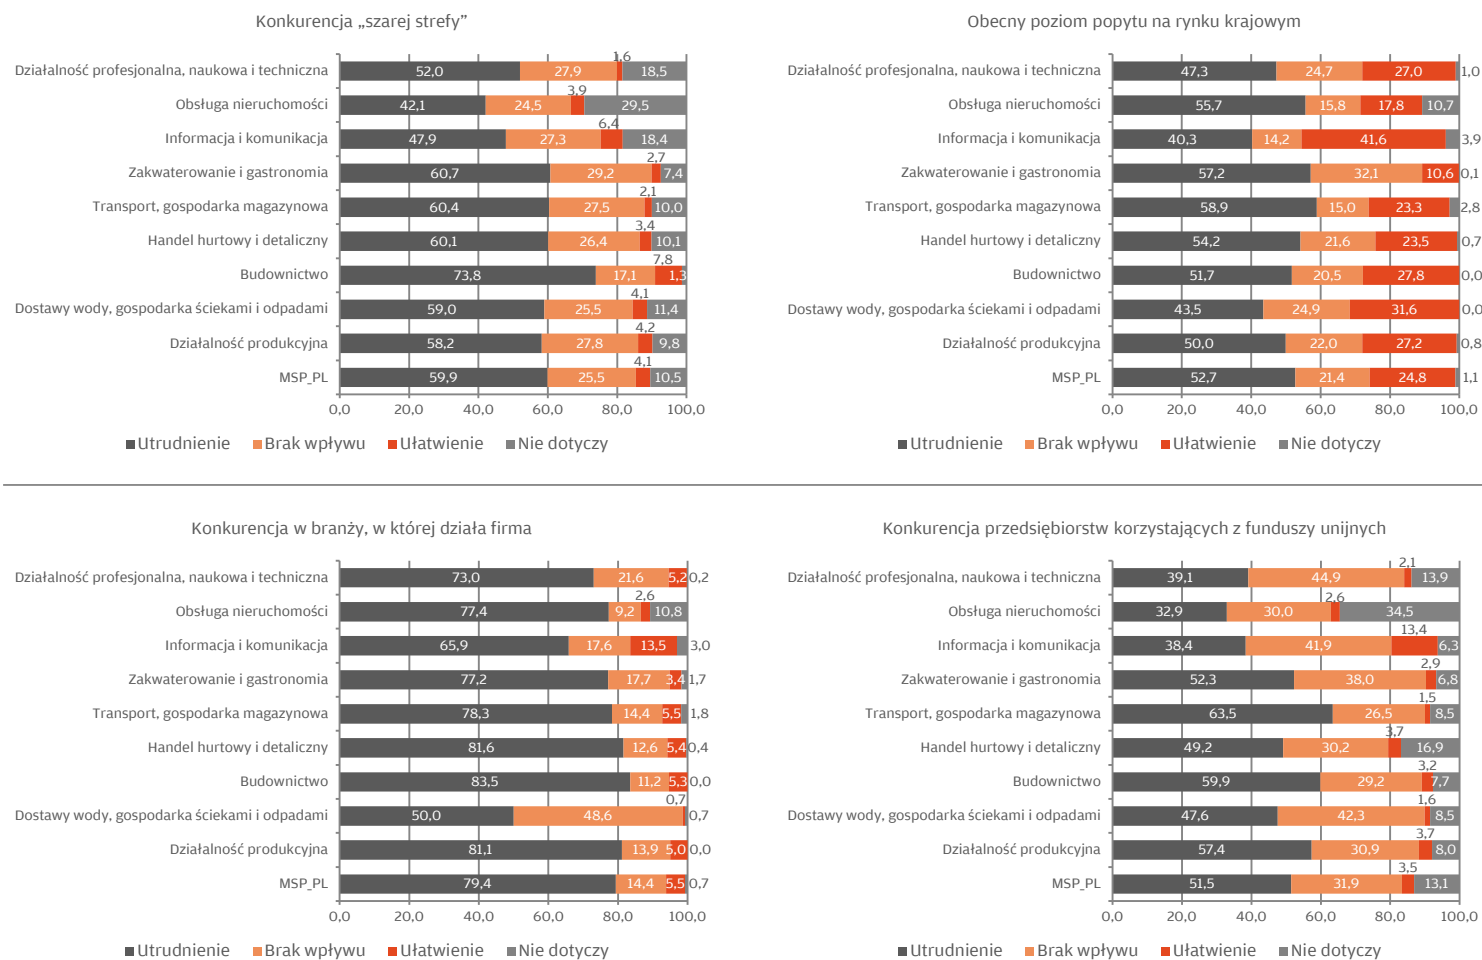 Konkurencja „szarej strefy”
Działalność profesjonalna, naukowa i techniczna 52,0 27,9 1,6 18,5
Obsługa nieruchomości 42,1 24,5 3,9 29,5
Informacja i komunikacja 47,9 27,3 6,4 18,4
Zakwaterowanie i gastronomia 60,7 29,2 2,7 7,4
Transport, gospodarka magazynowa 60,4 27,5 2,1 10,0
Handel hurtowy i detaliczny 60,1 26,4 3,4 10,1
Budownictwo 73,8 17,1 7,8 1,3
Dostawy wody, gospodarka ściekami i odpadami 59,0 25,5 4,1 11,4
Działalność produkcyjna 58,2 27,8 4,2 9,8
MSP_PL 59,9 25,5 4,1 10,5
0,0 20,0 40,0 60,0 80,0 100,0
Utrudnienie Brak wpływu Ułatwienie Nie dotyczy
Obecny poziom popytu na rynku krajowym
Działalność profesjonalna, naukowa i techniczna 47,3 24,7 27,0 1,0
Obsługa nieruchomości 55,7 15,8 17,8 10,7
Informacja i komunikacja 40,3 14,2 41,6 3,9
Zakwaterowanie i gastronomia 57,2 32,1 10,6 0,1
Transport, gospodarka magazynowa 58,9 15,0 23,3 2,8
Handel hurtowy i detaliczny 54,2 21,6 23,5 0,7
Budownictwo 51,7 20,5 27,8 0,0
Dostawy wody, gospodarka ściekami i odpadami 43,5 24,9 31,6 0,0
Działalność produkcyjna 50,0 22,0 27,2 0,8
MSP_PL 52,7 21,4 24,8 1,1
0,0 20,0 40,0 60,0 80,0 100,0
Utrudnienie Brak wpływu Ułatwienie Nie dotyczy
Konkurencja w branży, w której działa firma
Działalność profesjonalna, naukowa i techniczna 73,0 21,6 5,2 0,2
Obsługa nieruchomości 77,4 9,2 2,6 10,8
Informacja i komunikacja 65,9 17,6 13,5 3,0
Zakwaterowanie i gastronomia 77,2 17,7 3,4 1,7
Transport, gospodarka magazynowa 78,3 14,4 5,5 1,8
Handel hurtowy i detaliczny 81,6 12,6 5,4 0,4
Budownictwo 83,5 11,2 5,3 0,0
Dostawy wody, gospodarka ściekami i odpadami 50,0 48,6 0,7 0,7
Działalność produkcyjna 81,1 13,9 5,0 0,0
MSP_PL 79,4 14,4 5,5 0,7
0,0 20,0 40,0 60,0 80,0 100,0
Utrudnienie Brak wpływu Ułatwienie Nie dotyczy
Konkurencja przedsiębiorstw korzystających z funduszy unijnych
Działalność profesjonalna, naukowa i techniczna 39,1 44,9 2,1 13,9
Obsługa nieruchomości 32,9 30,0 2,6 34,5
Informacja i komunikacja 38,4 41,9 13,4 6,3
Zakwaterowanie i gastronomia 52,3 38,0 2,9 6,8
Transport, gospodarka magazynowa 63,5 26,5 1,5 8,5
Handel hurtowy i detaliczny 49,2 30,2 3,7 16,9
Budownictwo 59,9 29,2 3,2 7,7
Dostawy wody, gospodarka ściekami i odpadami 47,6 42,3 1,6 8,5
Działalność produkcyjna 57,4 30,9 3,7 8,0
MSP_PL 51,5 31,9 3,5 13,1
0,0 20,0 40,0 60,0 80,0 100,0
Utrudnienie Brak wpływu Ułatwienie Nie dotyczy